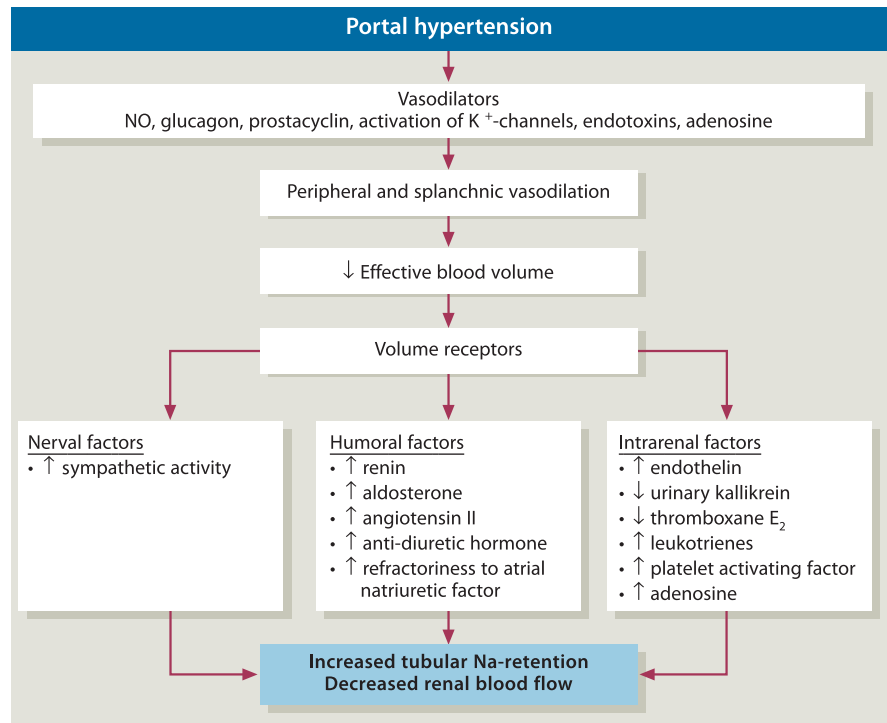 Portal hypertension
Vasodilators
NO, glucagon, prostacyclin, activation of K⁺-channels, endotoxins, adenosine
Peripheral and splanchnic vasodilation
↓ Effective blood volume
Volume receptors
Nerval factors
• ↑ sympathetic activity
Humoral factors
• ↑ renin
• ↑ aldosterone
• ↑ angiotensin II
• ↑ anti-diuretic hormone
• ↑ refractoriness to atrial
natriuretic factor
Intrarenal factors
• ↑ endothelin
• ↓ urinary kallikrein
• ↓ thromboxane E₂
• ↑ leukotrienes
• ↑ platelet activating factor
• ↑ adenosine
Increased tubular Na-retention
Decreased renal blood flow